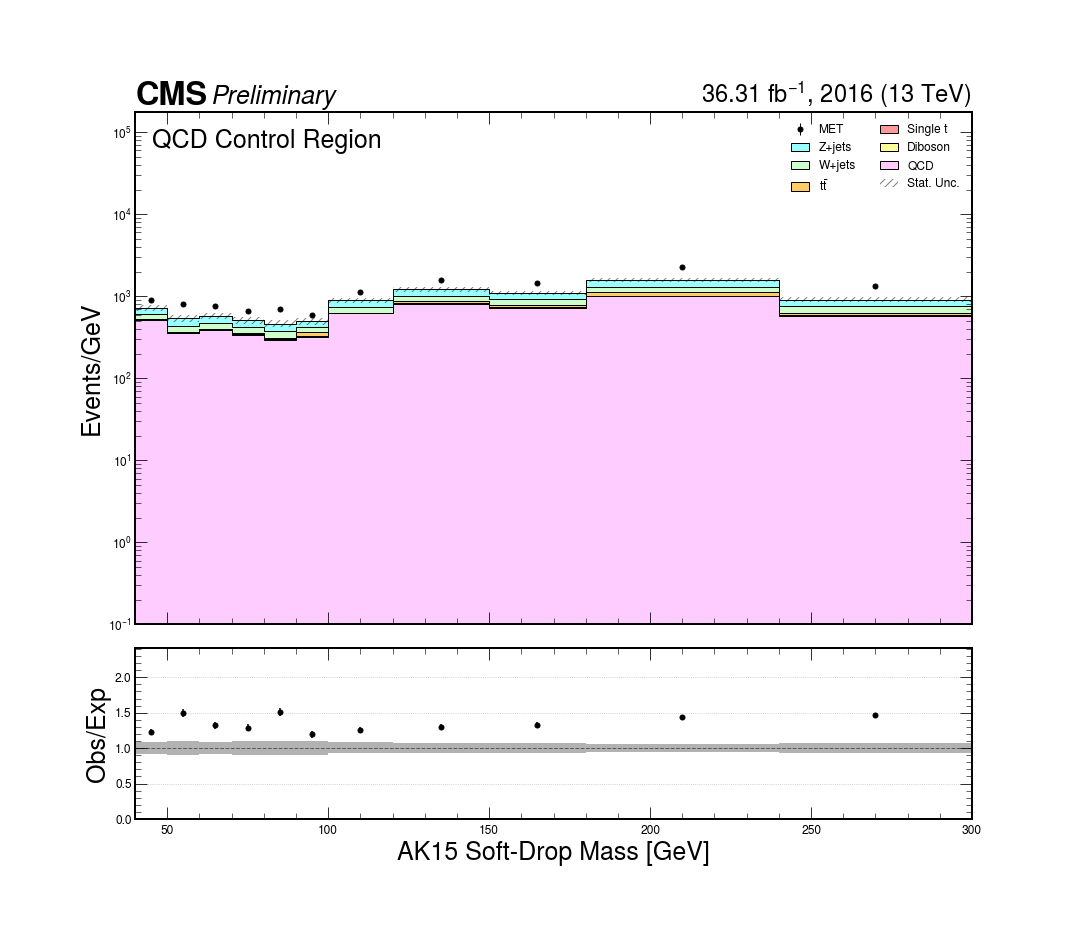 CMS Preliminary
36.31 fb⁻¹, 2016 (13 TeV)
QCD Control Region
MET
Z+jets
W+jets
tt̄
Single t
Diboson
QCD
Stat. Unc.
Events/GeV
10⁵
10⁴
10³
10²
10¹
10⁰
10⁻¹
Obs/Exp
2.0
1.5
1.0
0.5
0.0
50 100 150 200 250 300
AK15 Soft-Drop Mass [GeV]